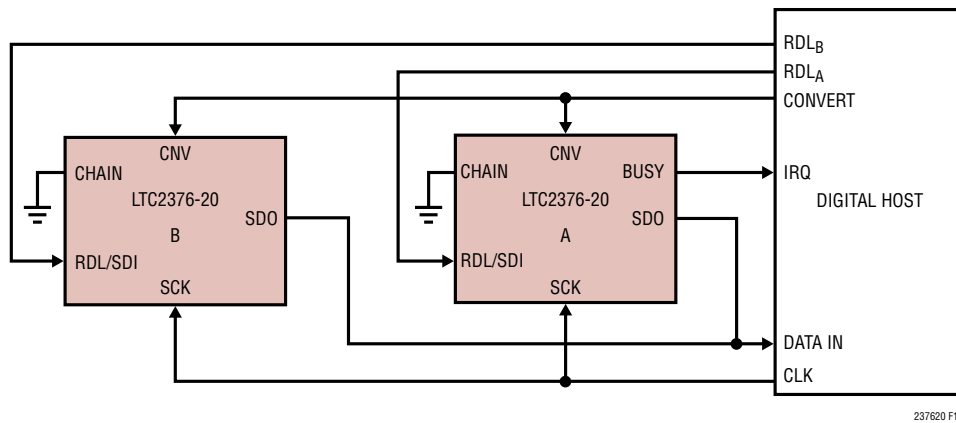 RDLB
RDLA
CONVERT
IRQ
DIGITAL HOST
DATA IN
CLK
CNV
CHAIN
LTC2376-20
SDO
B
RDL/SDI
SCK
CNV
CHAIN
BUSY
LTC2376-20
SDO
A
RDL/SDI
SCK
237620 F1